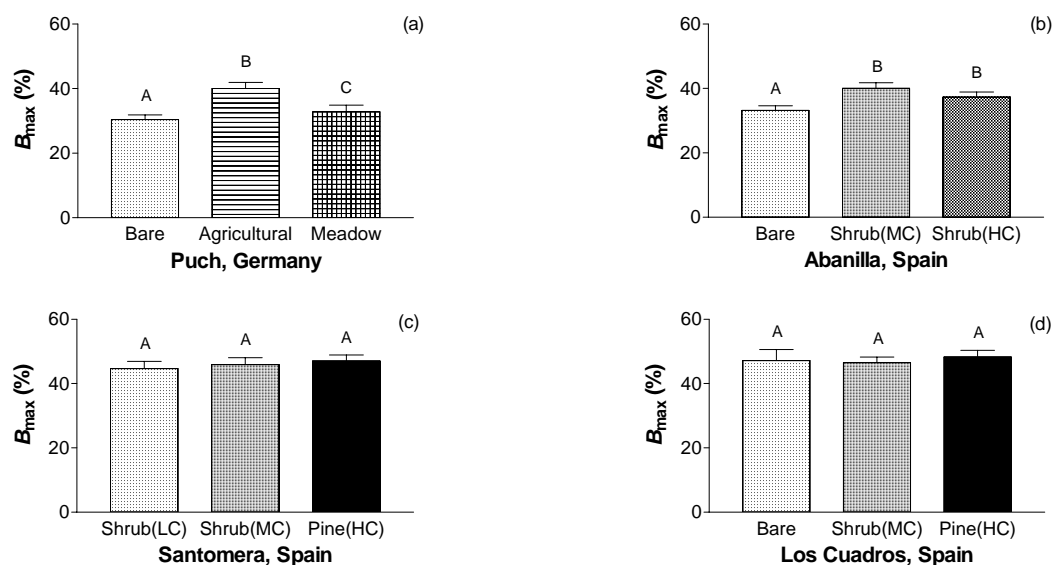 (a)
B_max (%)
60
40
20
0
A
B
C
Bare Agricultural Meadow
Puch, Germany
(b)
B_max (%)
60
40
20
0
A
B
B
Bare Shrub(MC) Shrub(HC)
Abanilla, Spain
(c)
B_max (%)
60
40
20
0
A
A
A
Shrub(LC) Shrub(MC) Pine(HC)
Santomera, Spain
(d)
B_max (%)
60
40
20
0
A
A
A
Bare Shrub(MC) Pine(HC)
Los Cuadros, Spain